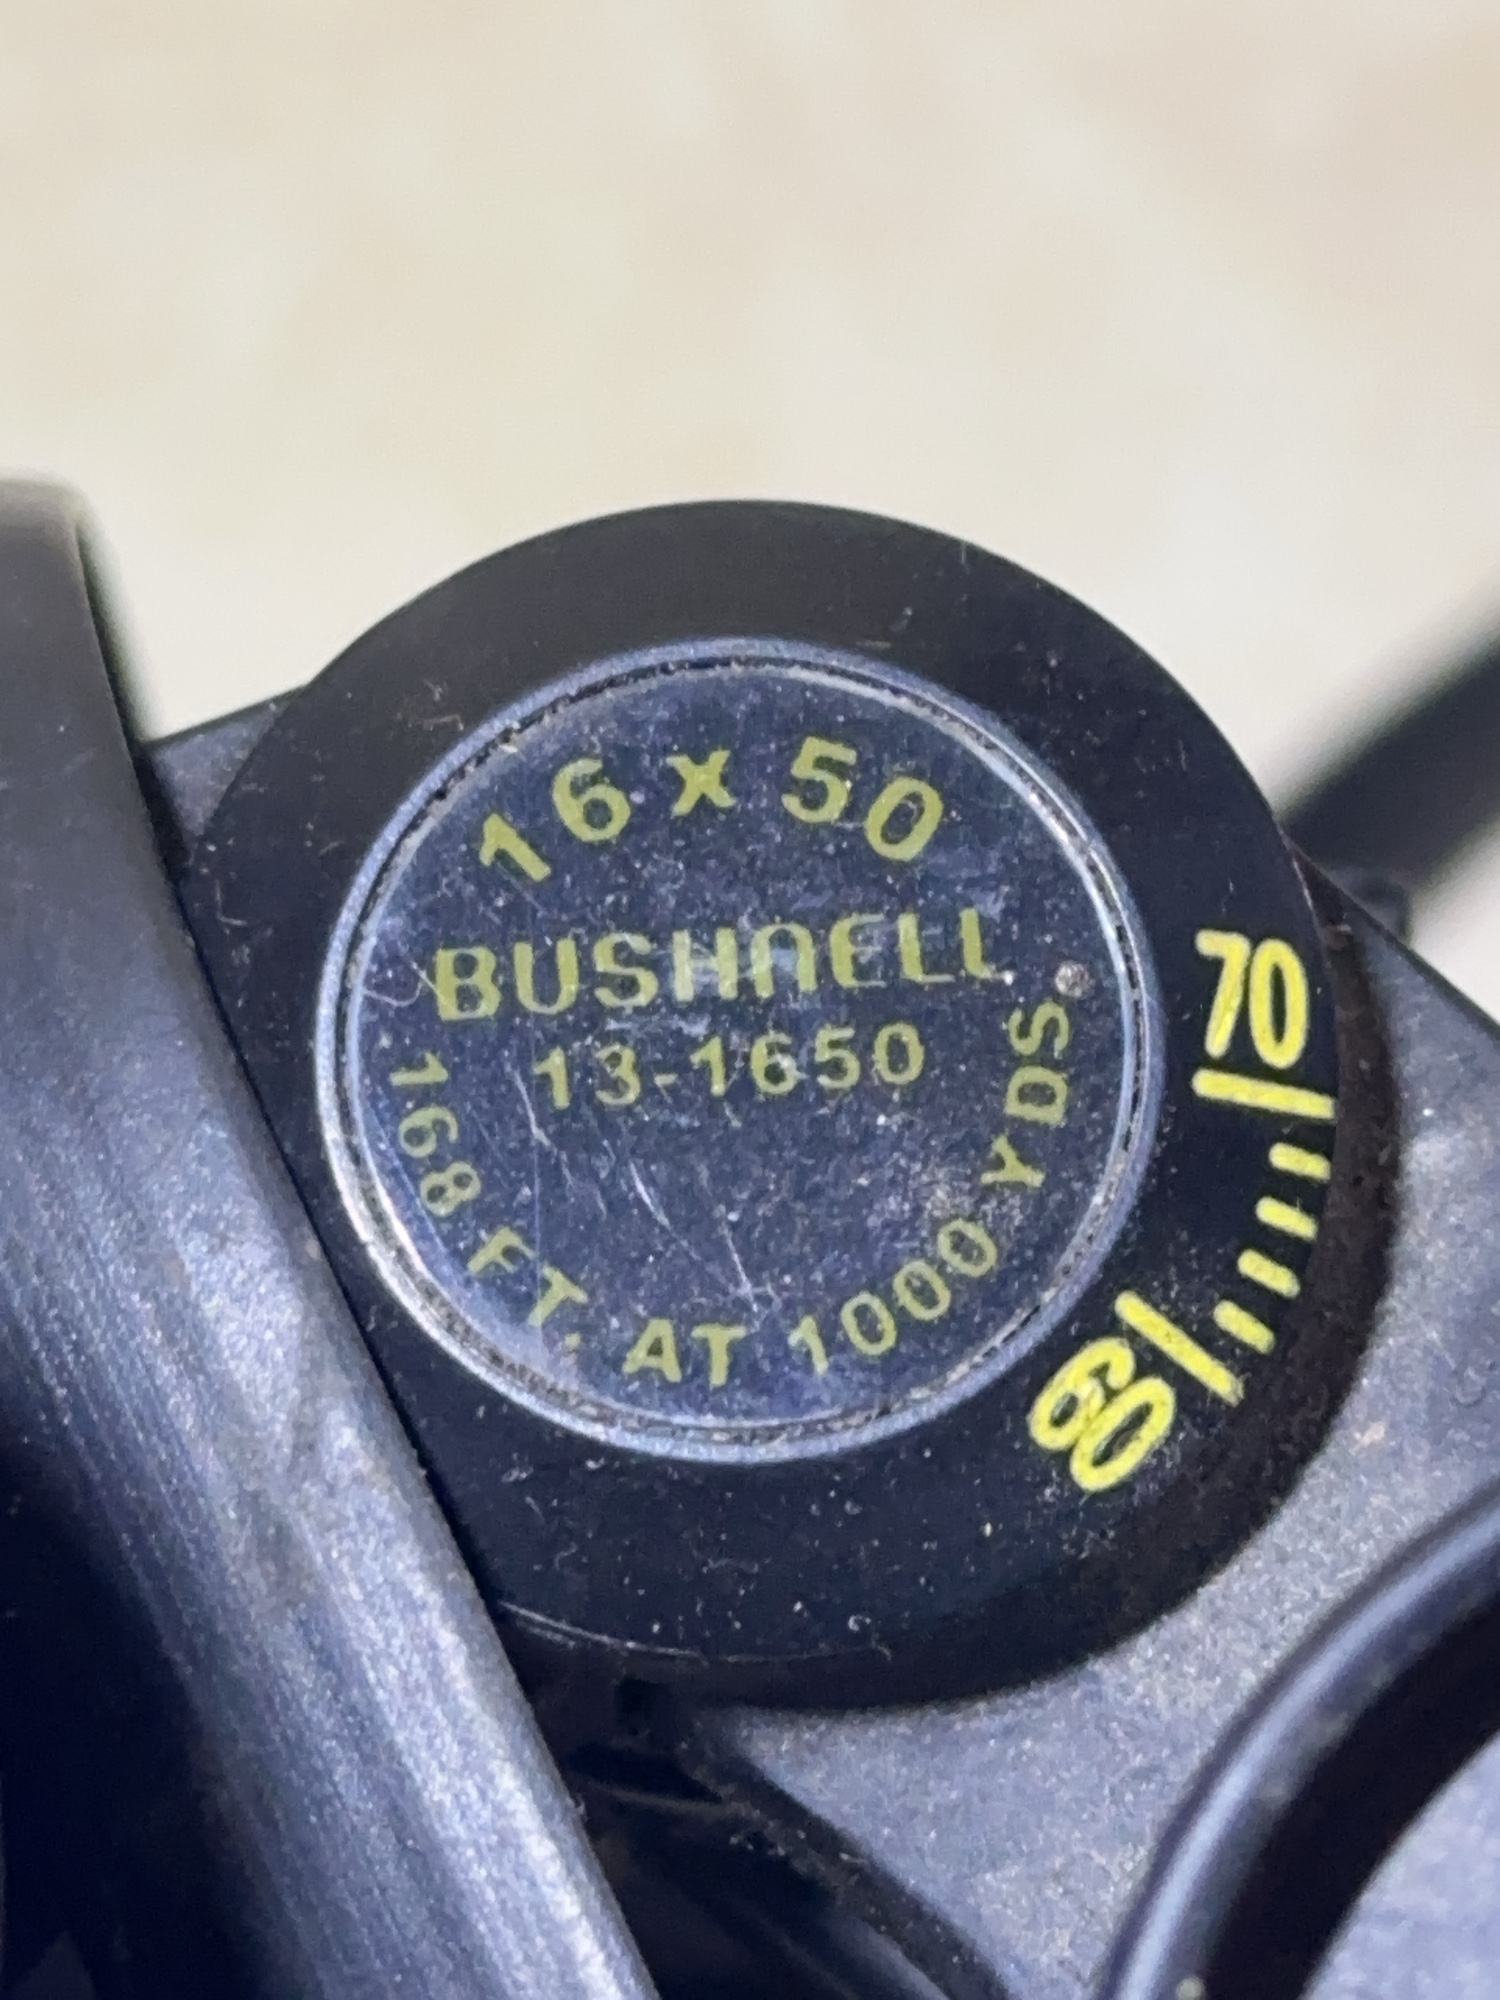 16 x 50
BUSHNELL
13-1650
168 FT. AT 1000 YDS.
70
60